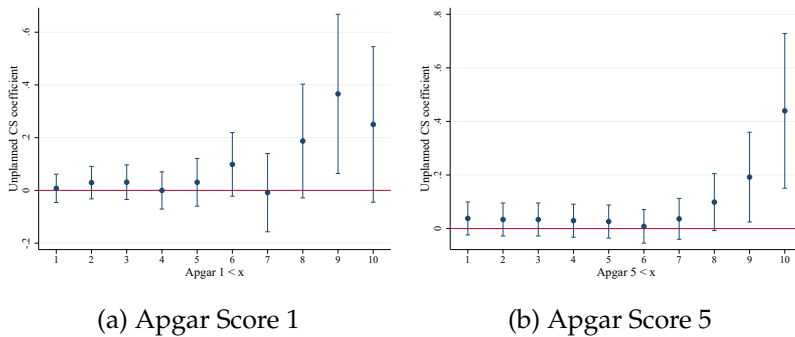 Unplanned CS coefficient
.6
.4
.2
0
-.2
1 2 3 4 5 6 7 8 9 10
Apgar 1 < x
(a) Apgar Score 1
Unplanned CS coefficient
.8
.6
.4
.2
0
1 2 3 4 5 6 7 8 9 10
Apgar 5 < x
(b) Apgar Score 5